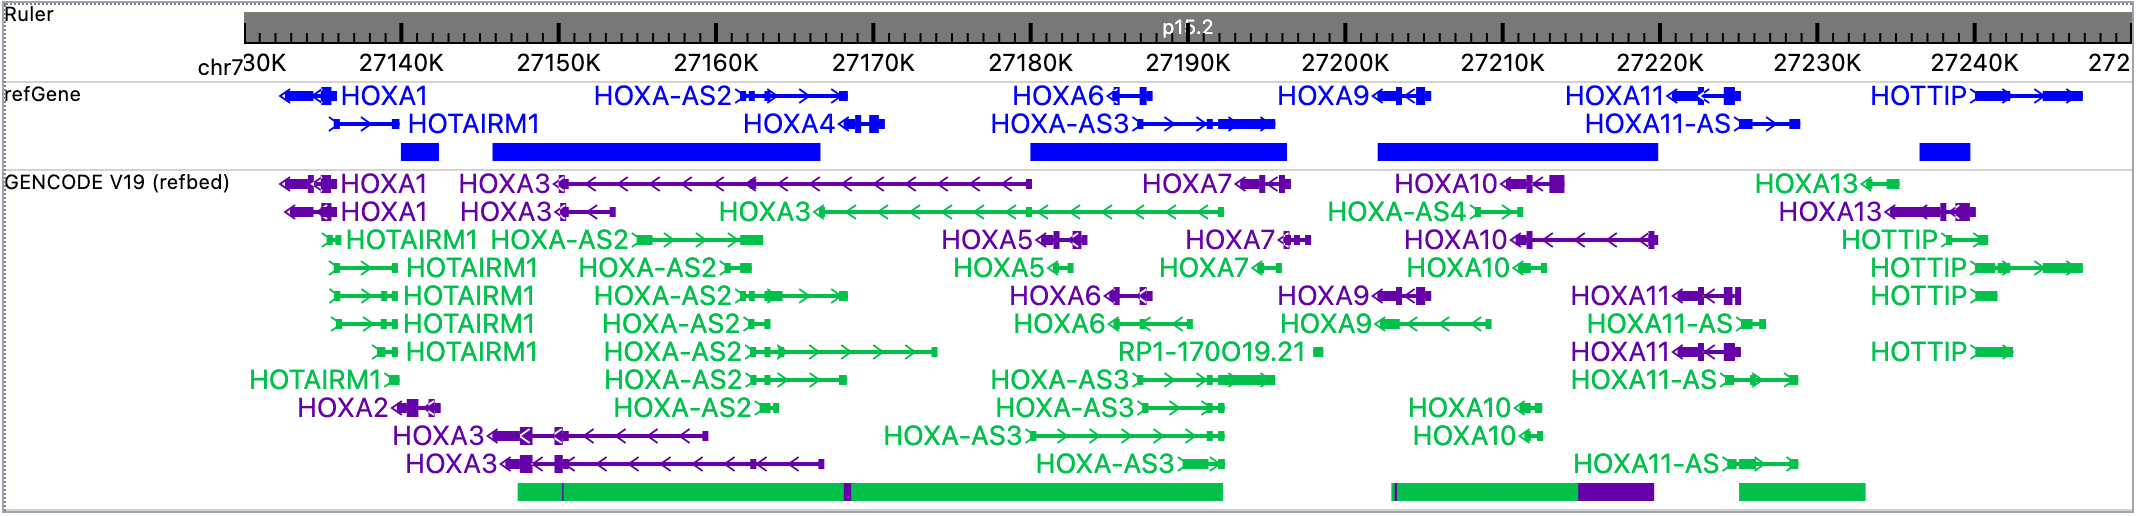 Ruler
p15.2
chr7 30K 27140K 27150K 27160K 27170K 27180K 27190K 27200K 27210K 27220K 27230K 27240K 272
refGene HOXA1 HOXA-AS2 HOXA6 HOXA9 HOXA11 HOTTIP
HOTAIRM1 HOXA4 HOXA-AS3 HOXA11-AS
GENCODE V19 (refbed) HOXA1 HOXA3 HOXA7 HOXA10 HOXA13
HOXA1 HOXA3 HOXA3 HOXA-AS4 HOXA13
HOTAIRM1 HOXA-AS2 HOXA5 HOXA7 HOXA10 HOTTIP
HOTAIRM1 HOXA-AS2 HOXA5 HOXA7 HOXA10 HOTTIP
HOTAIRM1 HOXA-AS2 HOXA6 HOXA9 HOXA11 HOTTIP
HOTAIRM1 HOXA-AS2 HOXA6 HOXA9 HOXA11-AS
HOTAIRM1 HOXA-AS2 RP1-170O19.21 HOXA11 HOTTIP
HOTAIRM1 HOXA-AS2 HOXA-AS3 HOXA11-AS
HOXA2 HOXA-AS2 HOXA-AS3 HOXA10
HOXA3 HOXA-AS3 HOXA10
HOXA3 HOXA-AS3 HOXA11-AS